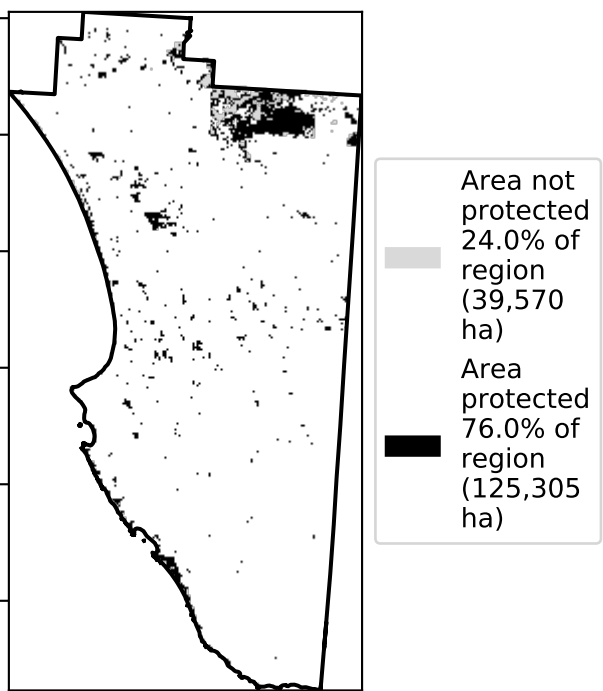 Area not
protected
24.0% of
region
(39,570
ha)
Area
protected
76.0% of
region
(125,305
ha)